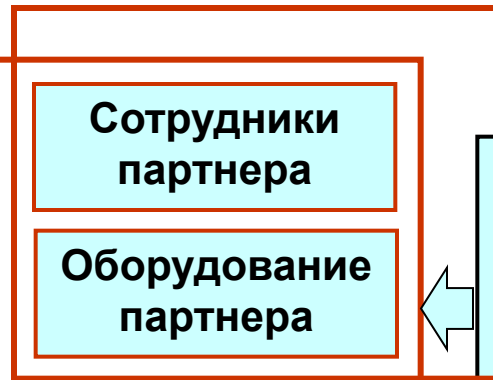 Сотрудники
партнера
Оборудование
партнера